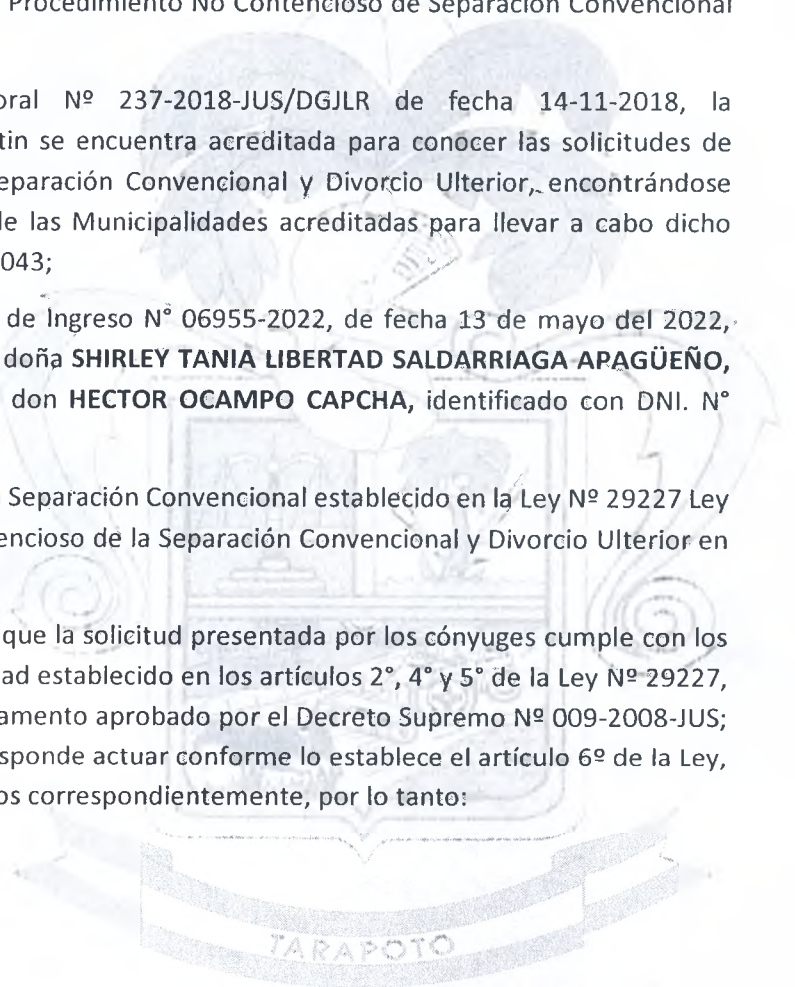 Procedimiento No Contencioso de Separación Convencional
oral Nº 237-2018-JUS/DGJLR de fecha 14-11-2018, la
tin se encuentra acreditada para conocer las solicitudes de
eparación Convencional y Divorcio Ulterior, encontrándose
de las Municipalidades acreditadas para llevar a cabo dicho
043;
de Ingreso N° 06955-2022, de fecha 13 de mayo del 2022,
doña SHIRLEY TANIA LIBERTAD SALDARRIAGA APAGÜEÑO,
don HECTOR OCAMPO CAPCHA, identificado con DNI. N°
Separación Convencional establecido en la Ley Nº 29227 Ley
encioso de la Separación Convencional y Divorcio Ulterior en
que la solicitud presentada por los cónyuges cumple con los
ad establecido en los artículos 2°, 4° y 5° de la Ley Nº 29227,
amento aprobado por el Decreto Supremo Nº 009-2008-JUS;
sponde actuar conforme lo establece el artículo 6º de la Ley,
os correspondientemente, por lo tanto:
TARAPOTO